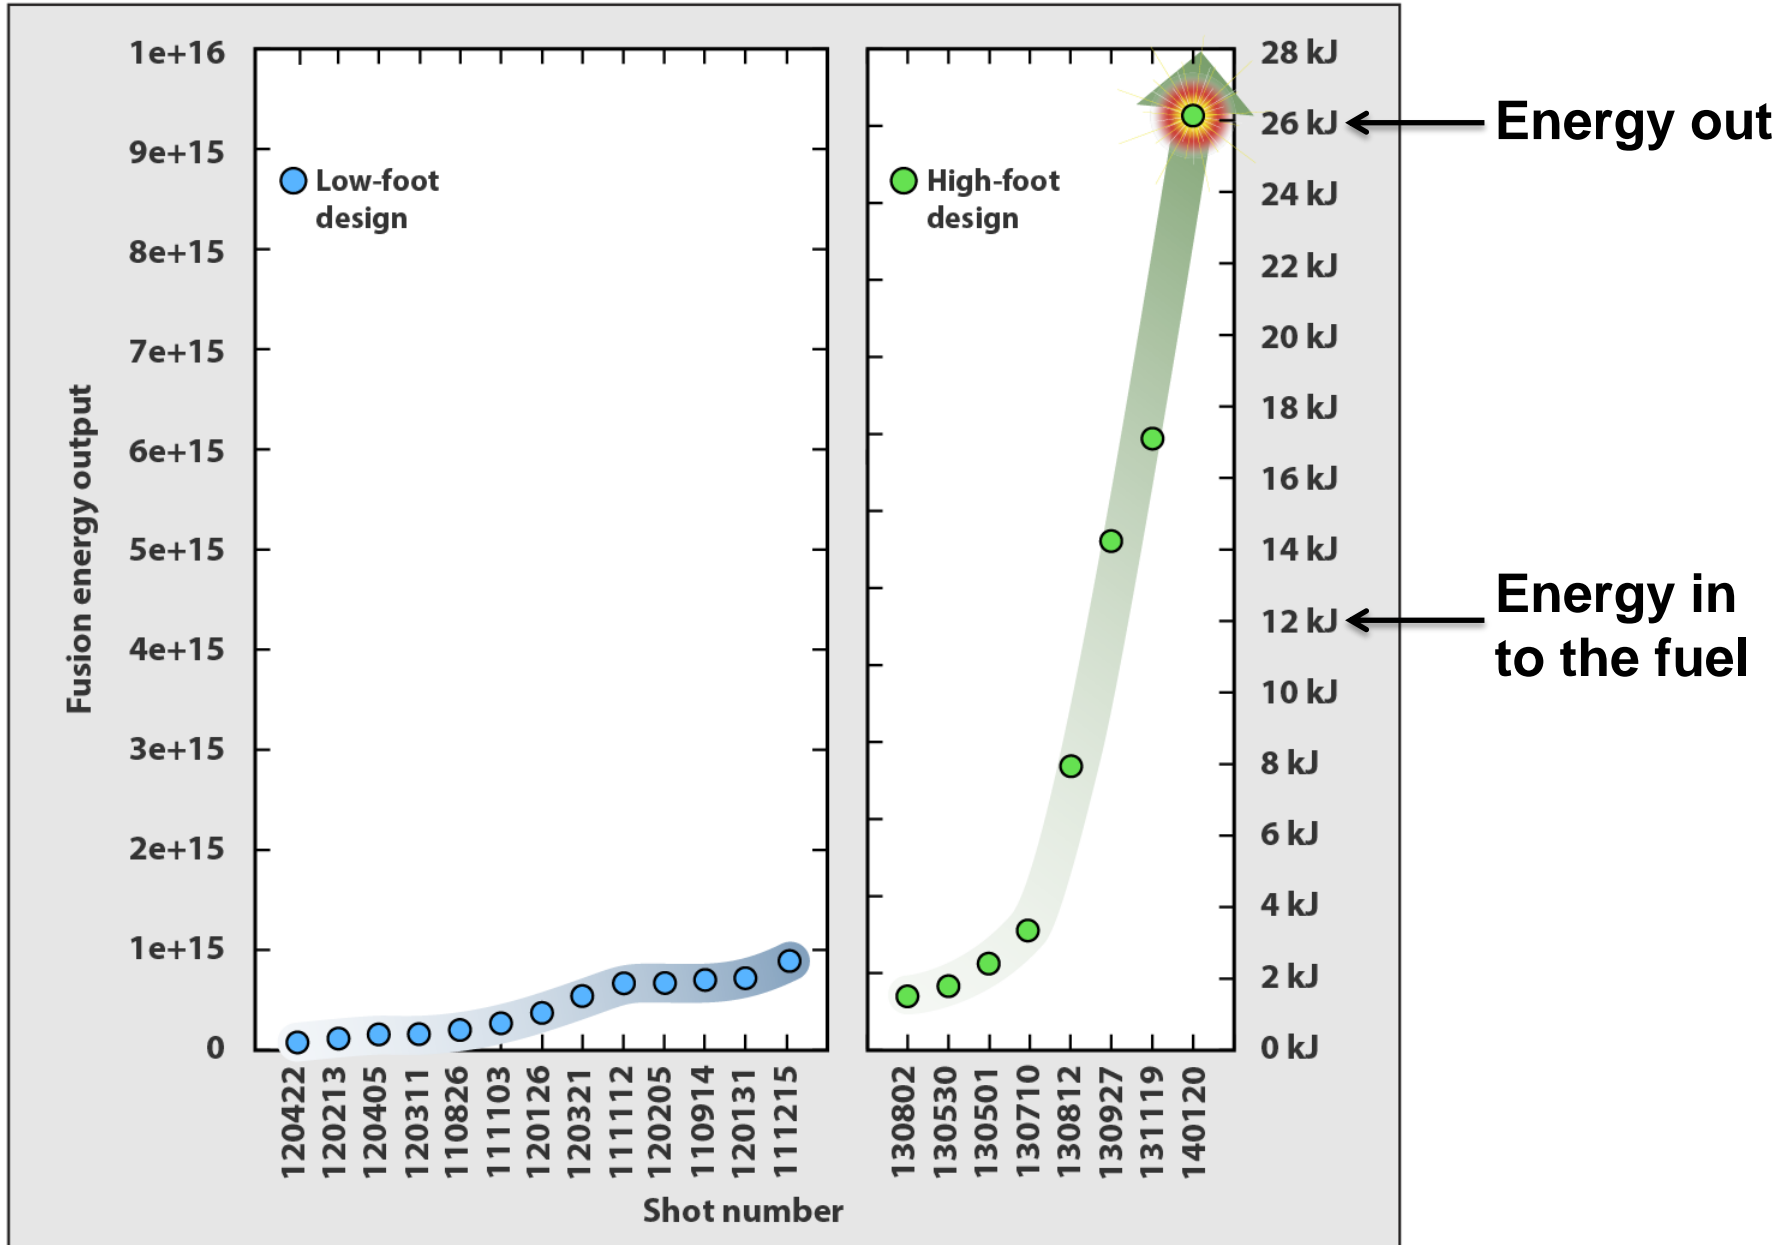 Fusion energy output
1e+16
9e+15
8e+15
7e+15
6e+15
5e+15
4e+15
3e+15
2e+15
1e+15
0
Low-foot
design
High-foot
design
28 kJ
26 kJ
24 kJ
22 kJ
20 kJ
18 kJ
16 kJ
14 kJ
12 kJ
10 kJ
8 kJ
6 kJ
4 kJ
2 kJ
0 kJ
Energy out
Energy in
to the fuel
120422
120213
120405
120311
110826
111103
120126
120321
111112
120205
110914
120131
111215
130802
130530
130501
130710
130812
130927
131119
140120
Shot number